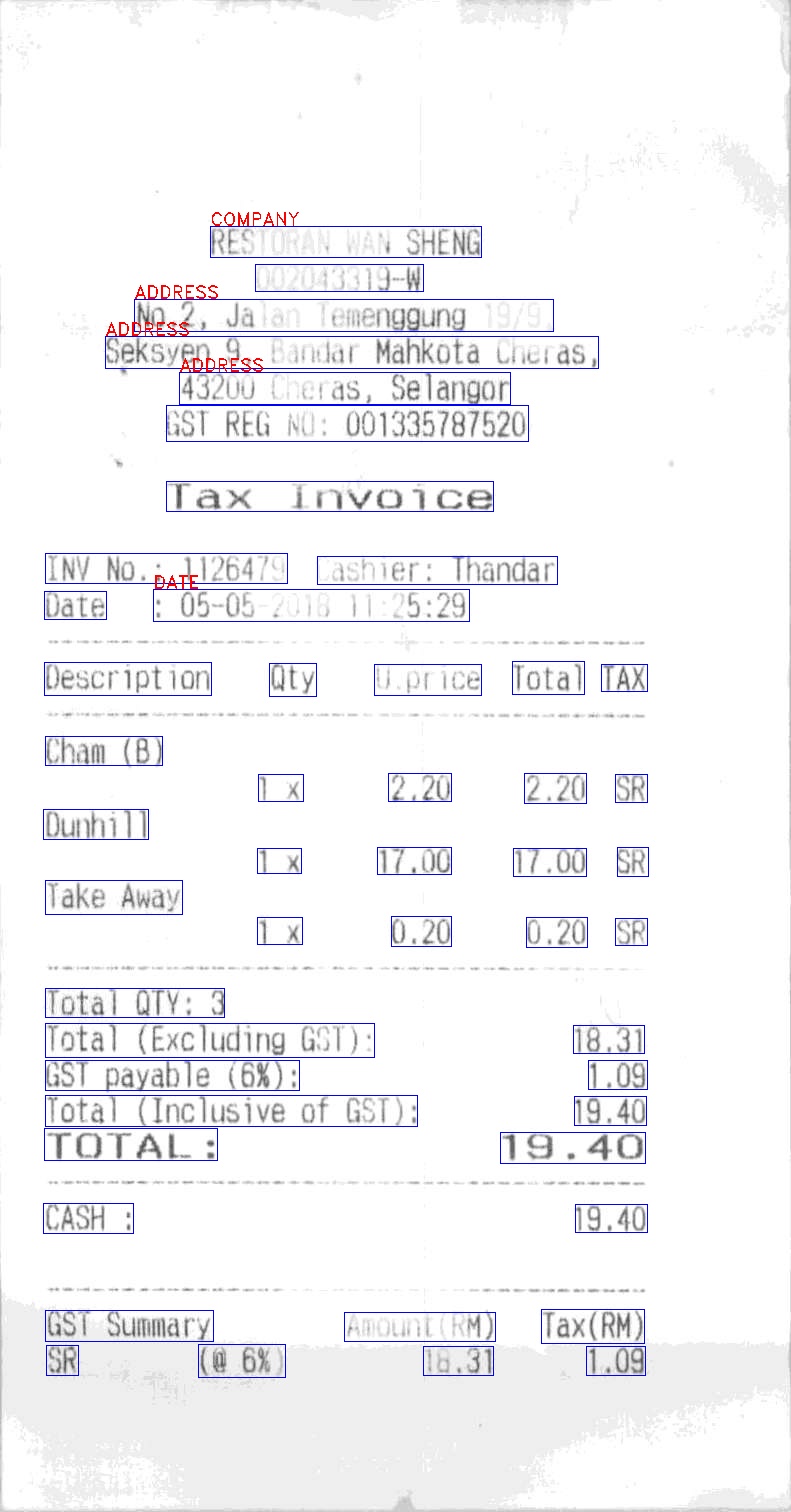 COMPANY
RESTORAN WAN SHENG
002043319-W
ADDRESS
No.2, Jalan Temenggung 19/9,
ADDRESS
Seksyen 9, Bandar Mahkota Cheras,
ADDRESS
43200 Cheras, Selangor
GST REG NO: 001335787520
Tax Invoice
INV No.: 1126479 Cashier: Thandar
DATE
Date : 05-05-2018 11:25:29
Description Qty U.price Total TAX
Cham (B)
1 x 2.20 2.20 SR
Dunhill
1 x 17.00 17.00 SR
Take Away
1 x 0.20 0.20 SR
Total QTY: 3
Total (Excluding GST): 18.31
GST payable (6%): 1.09
Total (Inclusive of GST): 19.40
TOTAL: 19.40
CASH : 19.40
GST Summary Amount(RM) Tax(RM)
SR (@ 6%) 18.31 1.09